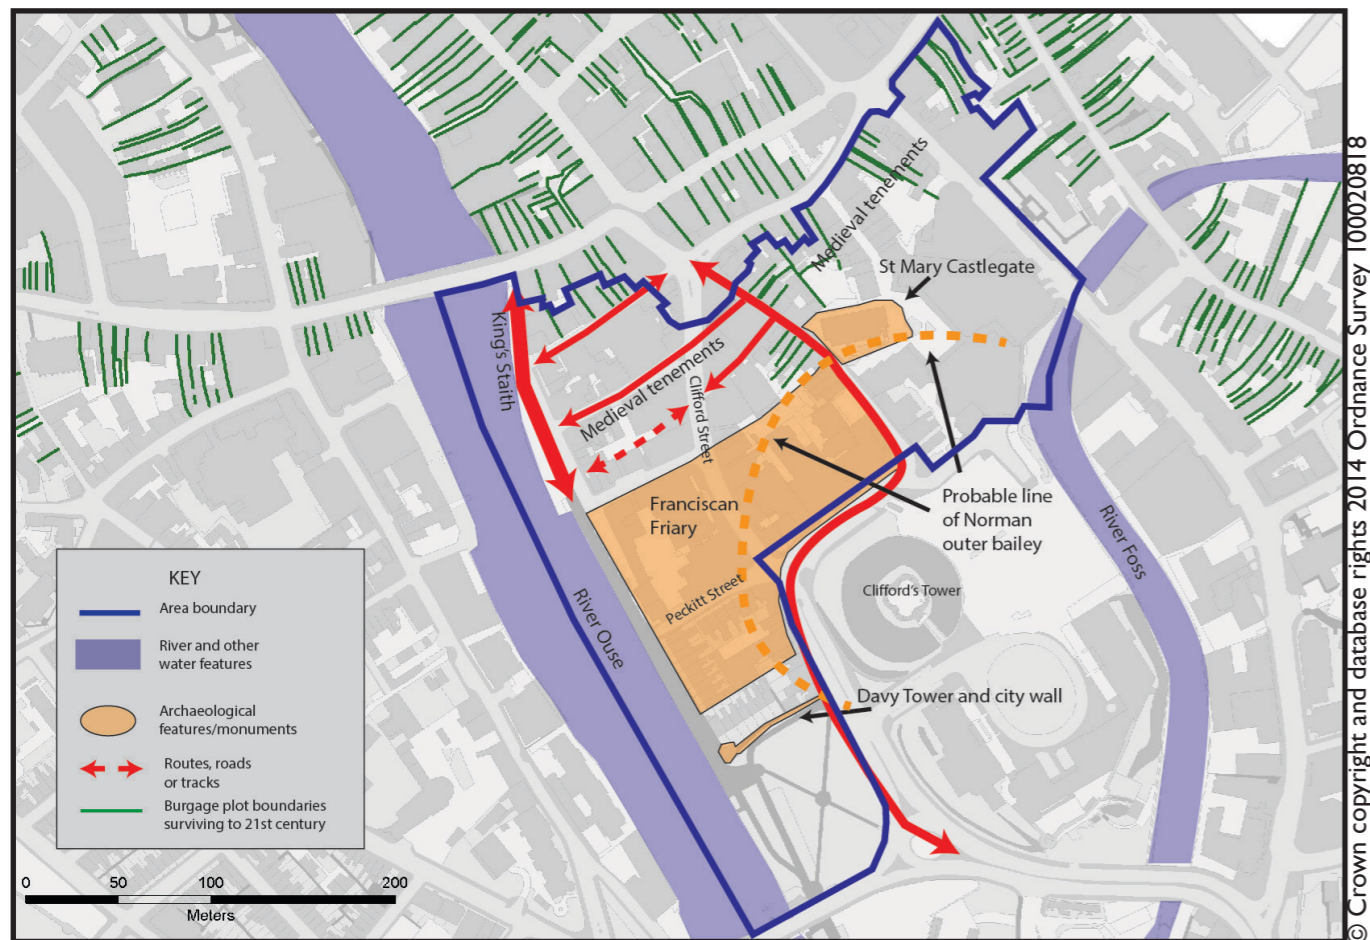 Medieval tenements
St Mary Castlegate
King's Staith
Medieval tenements
Clifford Street
Franciscan
Friary
Probable line
of Norman
outer bailey
River Foss
Clifford's Tower
Peckitt Street
River Ouse
Davy Tower and city wall
KEY
Area boundary
River and other
water features
Archaeological
features/monuments
Routes, roads
or tracks
Burgage plot boundaries
surviving to 21st century
0 50 100 200
Meters
© Crown copyright and database rights 2014 Ordnance Survey 100020818